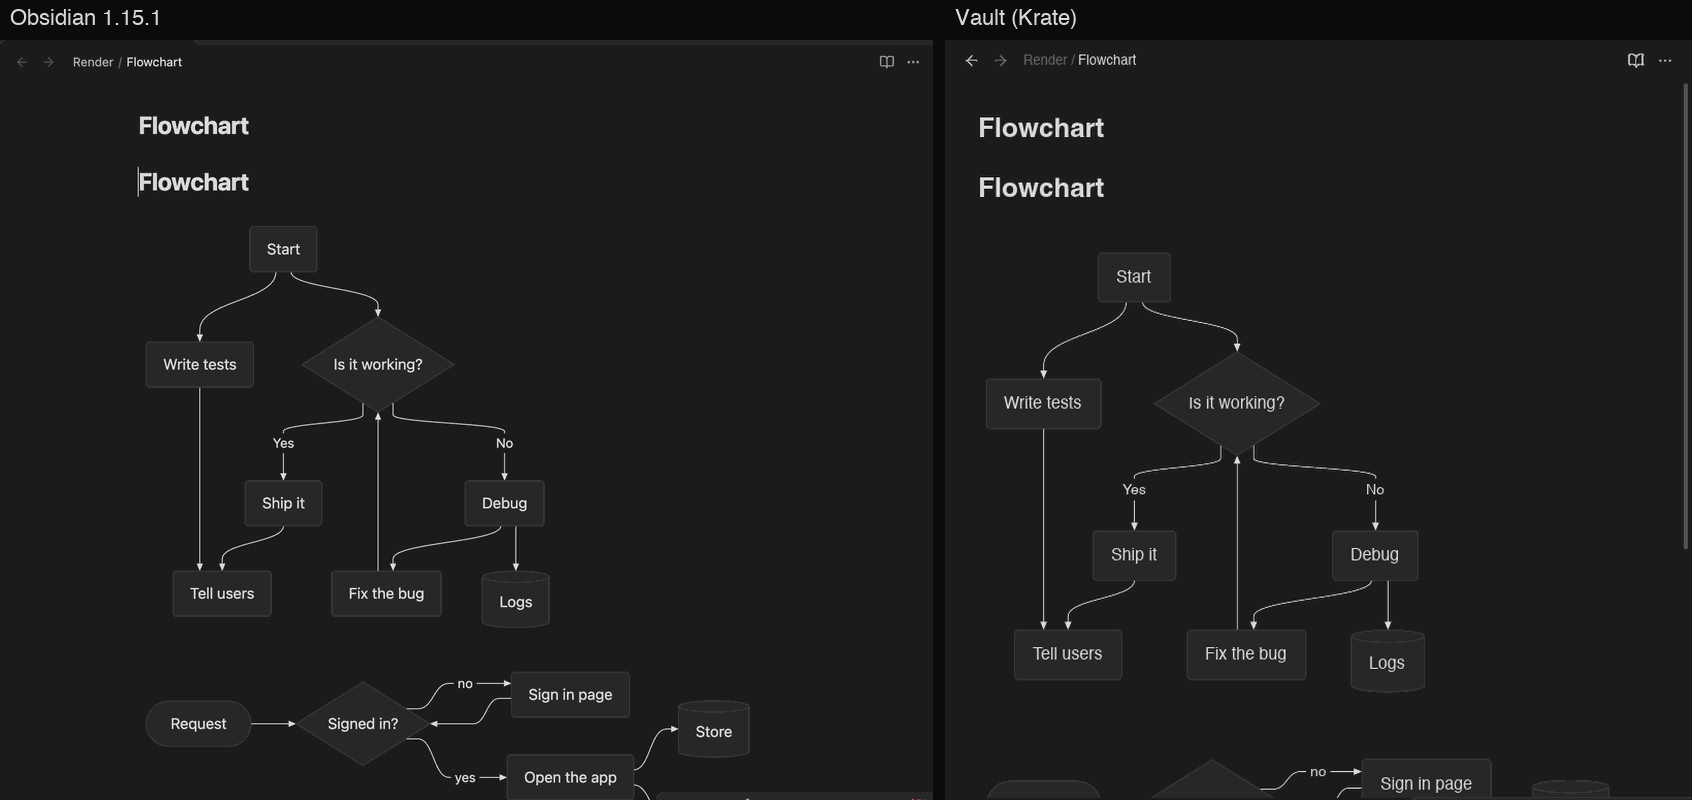 Obsidian 1.15.1
Render / Flowchart
Flowchart
Flowchart
Start
Write tests
Is it working?
Yes
No
Ship it
Debug
Tell users
Fix the bug
Logs
no
Sign in page
Request
Signed in?
Store
yes
Open the app
Vault (Krate)
Render / Flowchart
Flowchart
Flowchart
Start
Write tests
Is it working?
Yes
No
Ship it
Debug
Tell users
Fix the bug
Logs
no
Sign in page